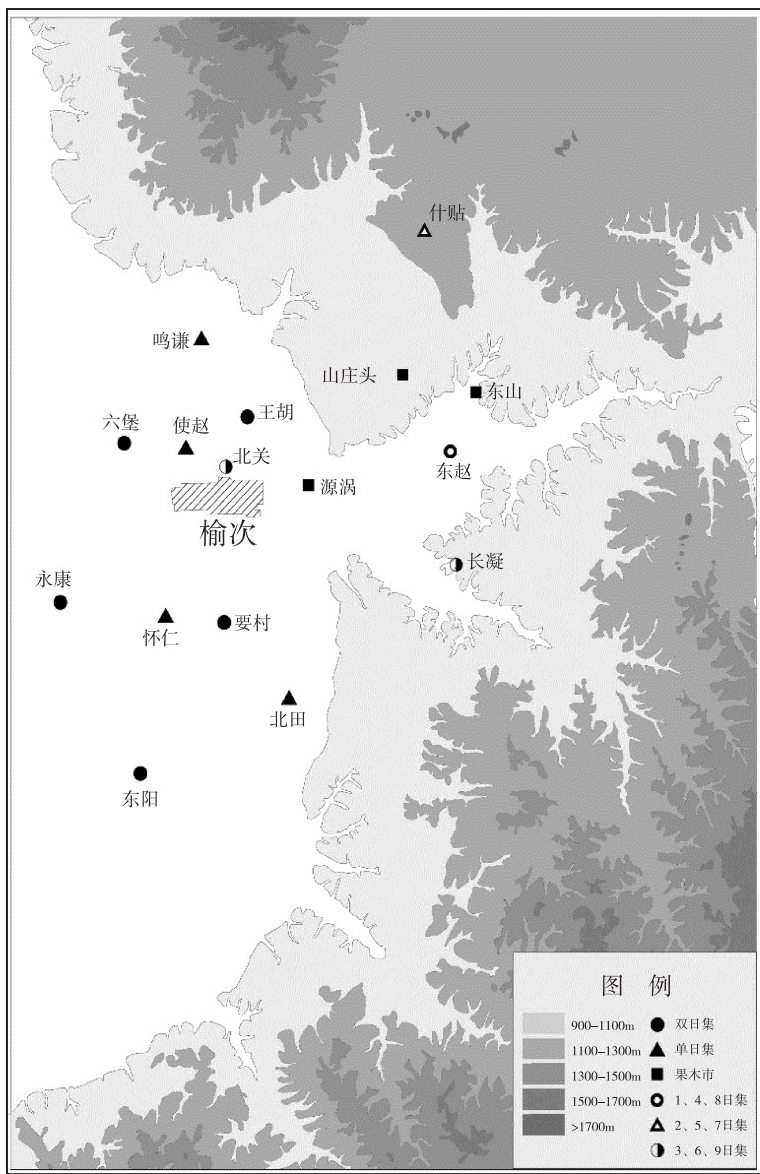 什贴
鸣谦
山庄头
东山
王胡
六堡
使赵
北关
东赵
源涡
榆次
长凝
永康
怀仁
要村
北田
东阳
图 例
900–1100m
1100–1300m
1300–1500m
1500–1700m
>1700m
双日集
单日集
果木市
1、4、8日集
2、5、7日集
3、6、9日集